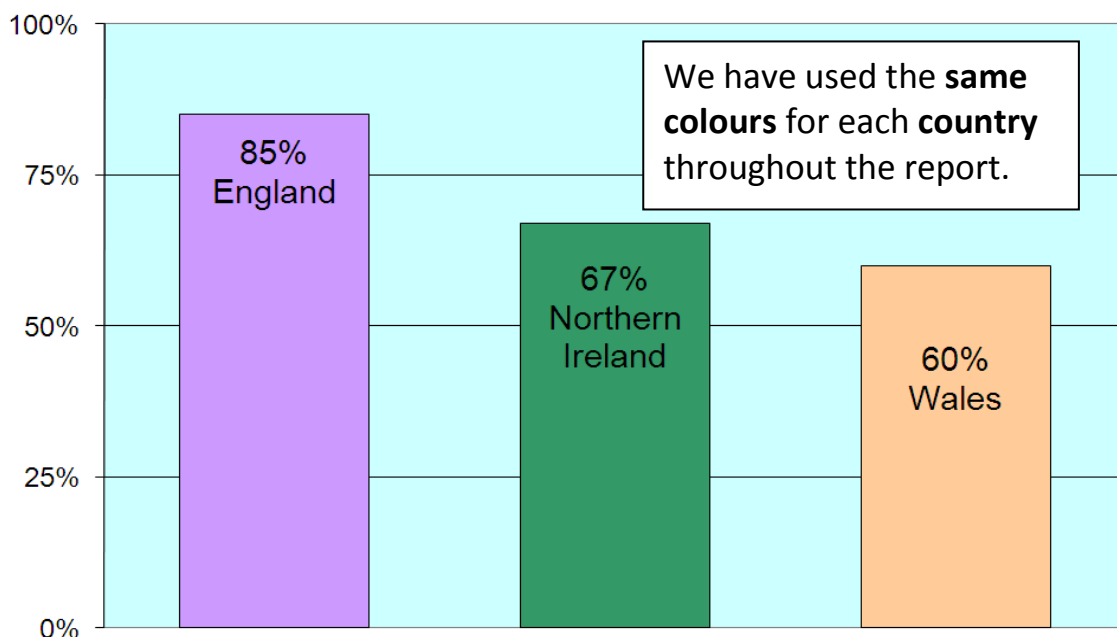 100%
75%
50%
25%
0%
85%
England
67%
Northern
Ireland
60%
Wales
We have used the same
colours for each country
throughout the report.